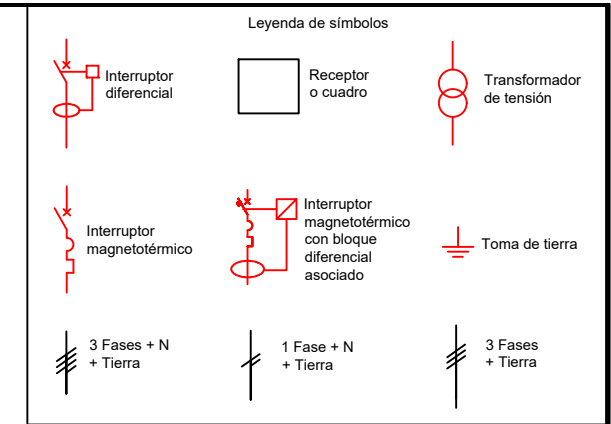 Leyenda de símbolos
Interruptor
diferencial
Receptor
o cuadro
Transformador
de tensión
Interruptor
magnetotérmico
Interruptor
magnetotérmico
con bloque
diferencial
asociado
Toma de tierra
3 Fases + N
+ Tierra
1 Fase + N
+ Tierra
3 Fases
+ Tierra